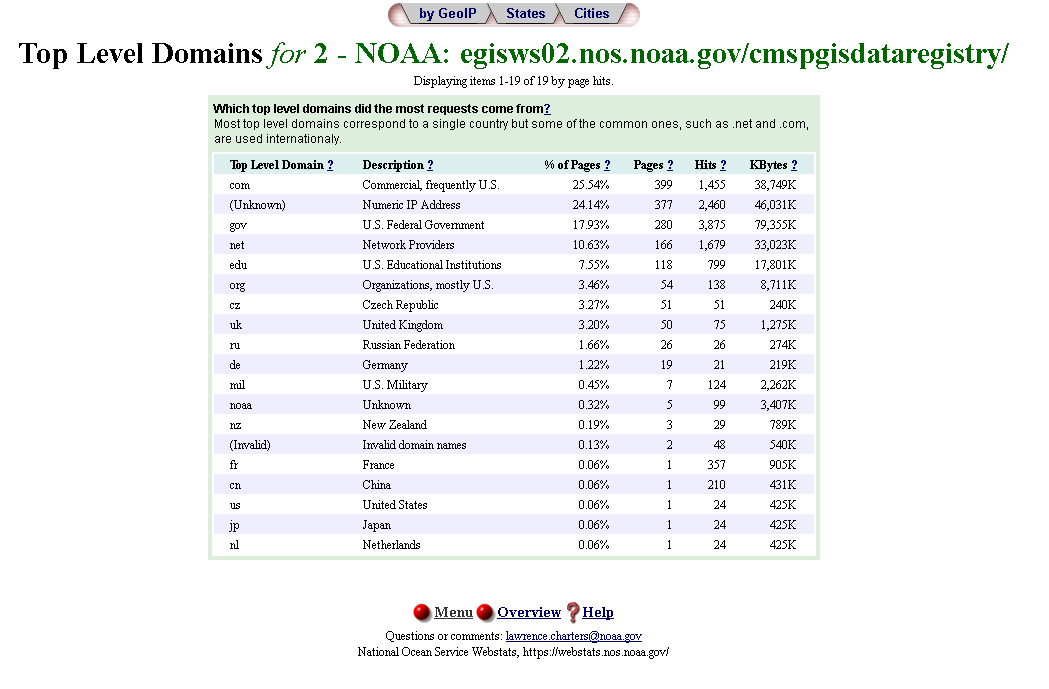 by GeoIP States Cities
Top Level Domains for 2 - NOAA: egisws02.nos.noaa.gov/cmspgisdataregistry/
Displaying items 1-19 of 19 by page hits.
Which top level domains did the most requests come from?
Most top level domains correspond to a single country but some of the common ones, such as .net and .com,
are used internationaly.
Top Level Domain ? Description ? % of Pages ? Pages ? Hits ? KBytes ?
com Commercial, frequently U.S. 25.54% 399 1,455 38,749K
(Unknown) Numeric IP Address 24.14% 377 2,460 46,031K
gov U.S. Federal Government 17.93% 280 3,875 79,355K
net Network Providers 10.63% 166 1,679 33,023K
edu U.S. Educational Institutions 7.55% 118 799 17,801K
org Organizations, mostly U.S. 3.46% 54 138 8,711K
cz Czech Republic 3.27% 51 51 240K
uk United Kingdom 3.20% 50 75 1,275K
ru Russian Federation 1.66% 26 26 274K
de Germany 1.22% 19 21 219K
mil U.S. Military 0.45% 7 124 2,262K
noaa Unknown 0.32% 5 99 3,407K
nz New Zealand 0.19% 3 29 789K
(Invalid) Invalid domain names 0.13% 2 48 540K
fr France 0.06% 1 357 905K
cn China 0.06% 1 210 431K
us United States 0.06% 1 24 425K
jp Japan 0.06% 1 24 425K
nl Netherlands 0.06% 1 24 425K
Menu Overview ? Help
Questions or comments: lawrence.charters@noaa.gov
National Ocean Service Webstats, https://webstats.nos.noaa.gov/